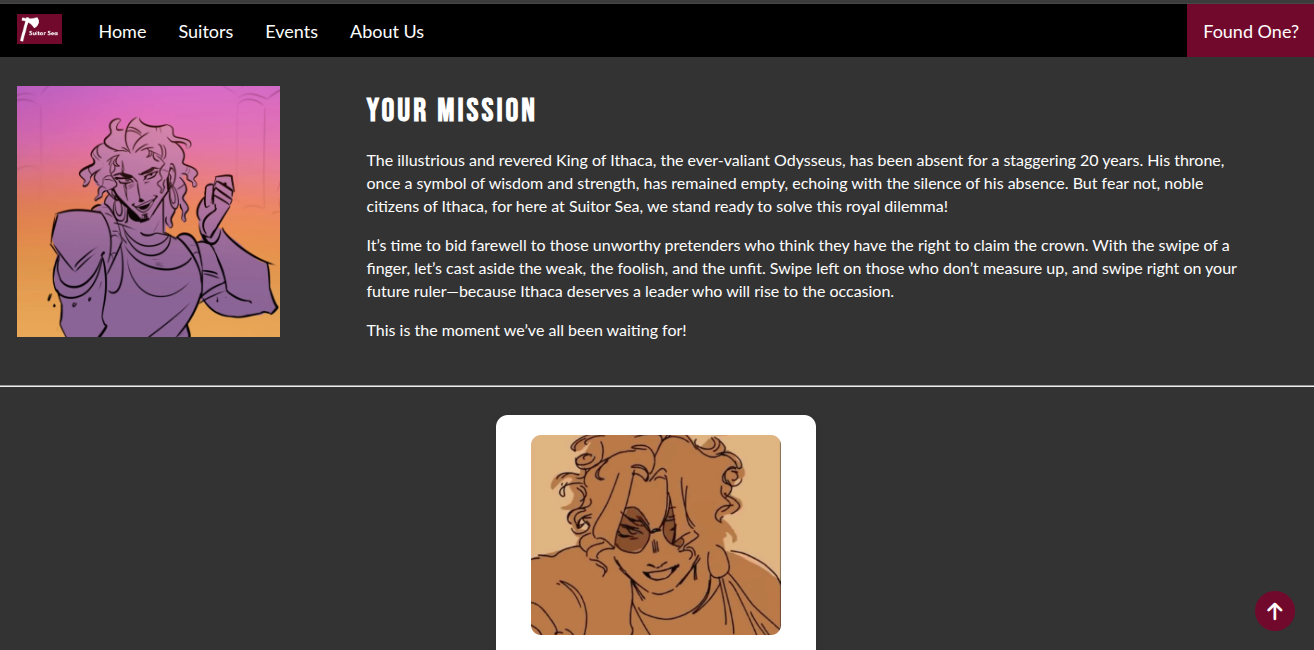 Suitor Sea
Home
Suitors
Events
About Us
Found One?
YOUR MISSION
The illustrious and revered King of Ithaca, the ever-valiant Odysseus, has been absent for a staggering 20 years. His throne,
once a symbol of wisdom and strength, has remained empty, echoing with the silence of his absence. But fear not, noble
citizens of Ithaca, for here at Suitor Sea, we stand ready to solve this royal dilemma!
It’s time to bid farewell to those unworthy pretenders who think they have the right to claim the crown. With the swipe of a
finger, let’s cast aside the weak, the foolish, and the unfit. Swipe left on those who don’t measure up, and swipe right on your
future ruler—because Ithaca deserves a leader who will rise to the occasion.
This is the moment we’ve all been waiting for!